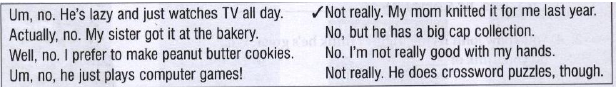 Um, no. He's lazy and just watches TV all day.
Actually, no. My sister got it at the bakery.
Well, no. I prefer to make peanut butter cookies.
Um, no, he just plays computer games!
✓Not really. My mom knitted it for me last year.
No, but he has a big cap collection.
No. I'm not really good with my hands.
Not really. He does crossword puzzles, though.